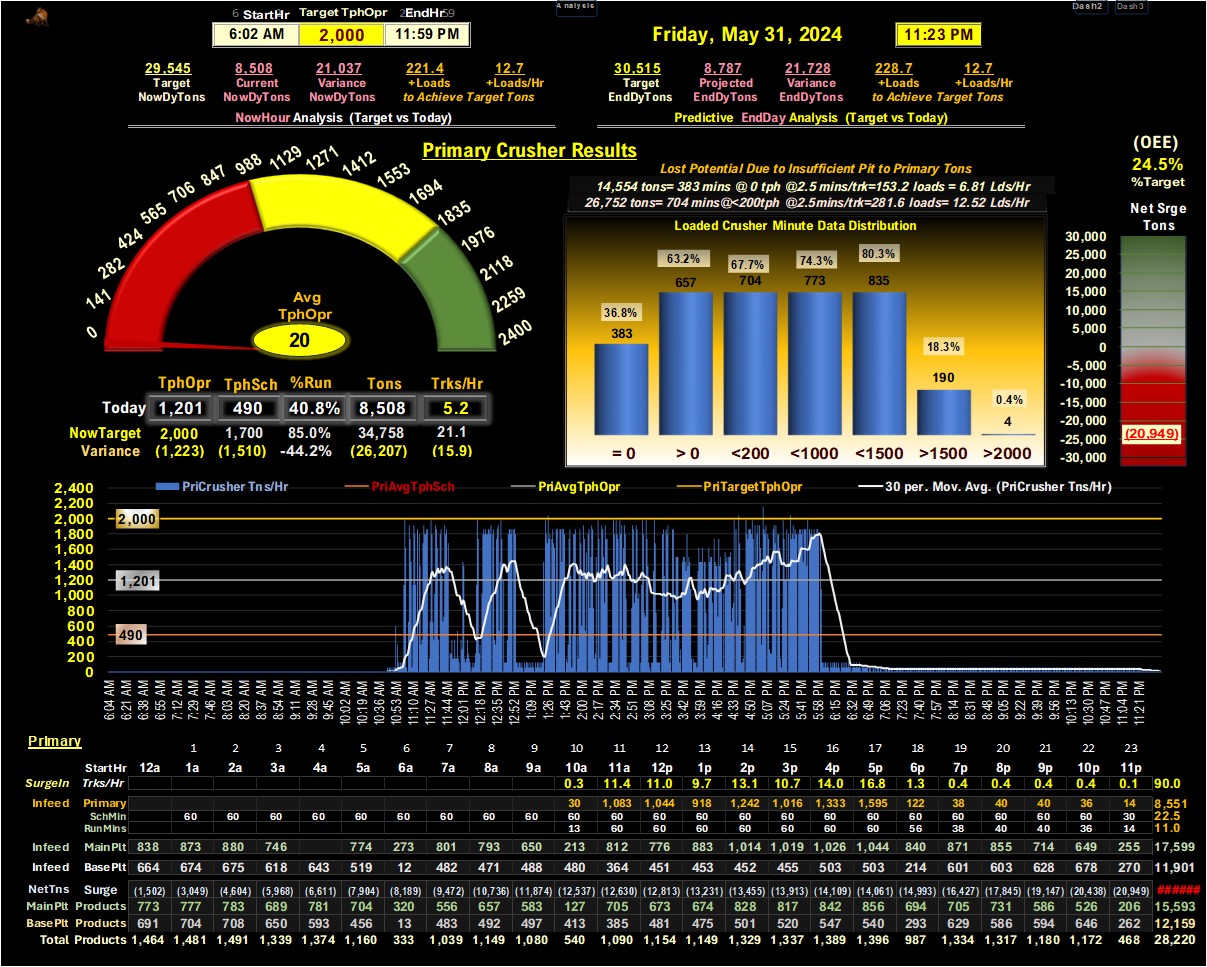 Analysis
Dash2 Dash3
6 StartHr Target TphOpr EndHr 59
6:02 AM 2,000 11:59 PM
Friday, May 31, 2024 11:23 PM
29,545 8,508 21,037 221.4 12.7
Target Current Variance +Loads +Loads/Hr
NowDyTons NowDyTons NowDyTons to Achieve Target Tons
NowHour Analysis (Target vs Today)
30,515 8,787 21,728 228.7 12.7
Target Projected Variance +Loads +Loads/Hr
EndDyTons EndDyTons EndDyTons to Achieve Target Tons
Predictive EndDay Analysis (Target vs Today)
Primary Crusher Results
0 141 282 424 565 706 847 988 1129 1271 1412 1553 1694 1835 1976 2118 2259 2400
Avg
TphOpr
20
TphOpr TphSch %Run Tons Trks/Hr
Today 1,201 490 40.8% 8,508 5.2
NowTarget 2,000 1,700 85.0% 34,758 21.1
Variance (1,223) (1,510) -44.2% (26,207) (15.9)
Lost Potential Due to Insufficient Pit to Primary Tons
14,554 tons= 383 mins @ 0 tph @2.5 mins/trk=153.2 loads = 6.81 Lds/Hr
26,752 tons= 704 mins@<200tph @2.5mins/trk=281.6 loads= 12.52 Lds/Hr
Loaded Crusher Minute Data Distribution
36.8% 63.2% 67.7% 74.3% 80.3% 18.3% 0.4%
383 657 704 773 835 190 4
= 0 > 0 <200 <1000 <1500 >1500 >2000
(OEE)
24.5%
%Target
Net Srge
Tons
30,000
25,000
20,000
15,000
10,000
5,000
0
-5,000
-10,000
-15,000
-20,000
-25,000
-30,000
(20,949)
PriCrusher Tns/Hr PriAvgTphSch PriAvgTphOpr PriTargetTphOpr 30 per. Mov. Avg. (PriCrusher Tns/Hr)
2,400
2,200
2,000
1,800
1,600
1,400
1,200
1,000
800
600
400
200
0
2,000
1,201
490
6:04 AM 6:21 AM 6:38 AM 6:55 AM 7:12 AM 7:29 AM 7:46 AM 8:03 AM 8:20 AM 8:37 AM 8:54 AM 9:11 AM 9:28 AM 9:45 AM 10:02 AM 10:19 AM 10:36 AM 10:53 AM 11:10 AM 11:27 AM 11:44 AM 12:01 PM 12:18 PM 12:35 PM 12:52 PM 1:09 PM 1:26 PM 1:43 PM 2:00 PM 2:17 PM 2:34 PM 2:51 PM 3:08 PM 3:25 PM 3:42 PM 3:59 PM 4:16 PM 4:33 PM 4:50 PM 5:07 PM 5:24 PM 5:41 PM 5:58 PM 6:15 PM 6:32 PM 6:49 PM 7:06 PM 7:23 PM 7:40 PM 7:57 PM 8:14 PM 8:31 PM 8:48 PM 9:05 PM 9:22 PM 9:39 PM 9:56 PM 10:13 PM 10:30 PM 10:47 PM 11:04 PM 11:21 PM
Primary
1 2 3 4 5 6 7 8 9 10 11 12 13 14 15 16 17 18 19 20 21 22 23
StartHr 12a 1a 2a 3a 4a 5a 6a 7a 8a 9a 10a 11a 12p 1p 2p 3p 4p 5p 6p 7p 8p 9p 10p 11p
SurgeIn Trks/Hr 0.3 11.4 11.0 9.7 13.1 10.7 14.0 16.8 1.3 0.4 0.4 0.4 0.4 0.1 90.0
Infeed Primary 30 1,083 1,044 918 1,242 1,016 1,333 1,595 122 38 40 40 36 14 8,551
SchMin 60 60 60 60 60 60 60 60 60 60 60 60 60 60 60 60 60 60 60 60 60 60 30 22.5
RunMins 13 60 60 60 60 60 60 60 56 38 40 40 36 14 11.0
Infeed MainPlt 838 873 880 746 774 273 801 793 650 213 812 776 883 1,014 1,019 1,026 1,044 840 871 855 714 649 255 17,599
Infeed BasePlt 664 674 675 618 643 519 12 482 471 488 480 364 451 453 452 455 503 503 214 601 603 628 678 270 11,901
NetTns Surge (1,502) (3,049) (4,604) (5,968) (6,611) (7,904) (8,189) (9,472) (10,736) (11,874) (12,537) (12,630) (12,813) (13,231) (13,455) (13,913) (14,109) (14,061) (14,993) (16,427) (17,845) (19,147) (20,438) (20,949) ######
MainPlt Products 773 777 783 689 781 704 320 556 657 583 127 705 673 674 828 817 842 856 694 705 731 586 526 206 15,593
BasePlt Products 691 704 708 650 593 456 13 483 492 497 413 385 481 475 501 520 547 540 293 629 586 594 646 262 12,159
Total Products 1,464 1,481 1,491 1,339 1,374 1,160 333 1,039 1,149 1,080 540 1,090 1,154 1,149 1,329 1,337 1,389 1,396 987 1,334 1,317 1,180 1,172 468 28,220